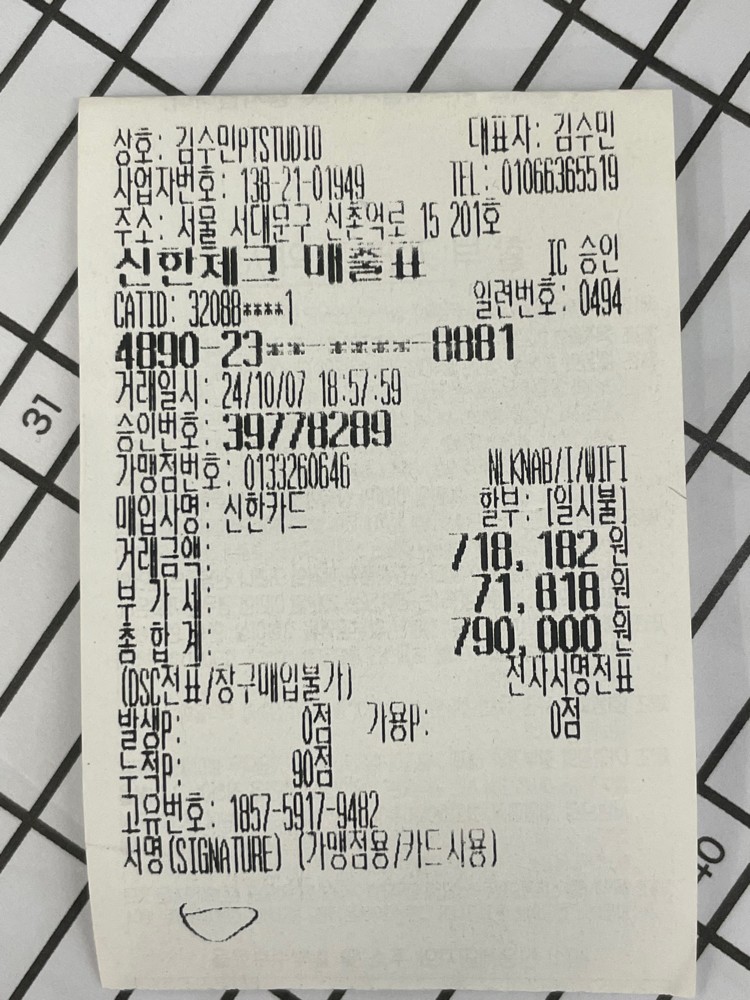 상호: 김수민PTSTUDIO 대표자: 김수민
사업자번호: 138-21-01949 TEL: 01066365519
주소: 서울 서대문구 신촌역로 15 201호
신한체크 매출표 IC 승인
CATID: 32088****1 일련번호: 0494
4890-23**-****-8881
거래일시: 24/10/07 18:57:59
승인번호: 39778289
가맹점번호: 0133260646 NLKNAB/I/WIFI
매입사명: 신한카드 할부: [일시불]
거래금액: 718,182원
부 가 세: 71,818원
총 합 계: 790,000원
(DSC전표/창구매입불가) 전자서명전표
발생P: 0점 가용P: 0점
누적P: 90점
고유번호: 1857-5917-9482
서명(SIGNATURE) (가맹점용/카드사용)
31
40